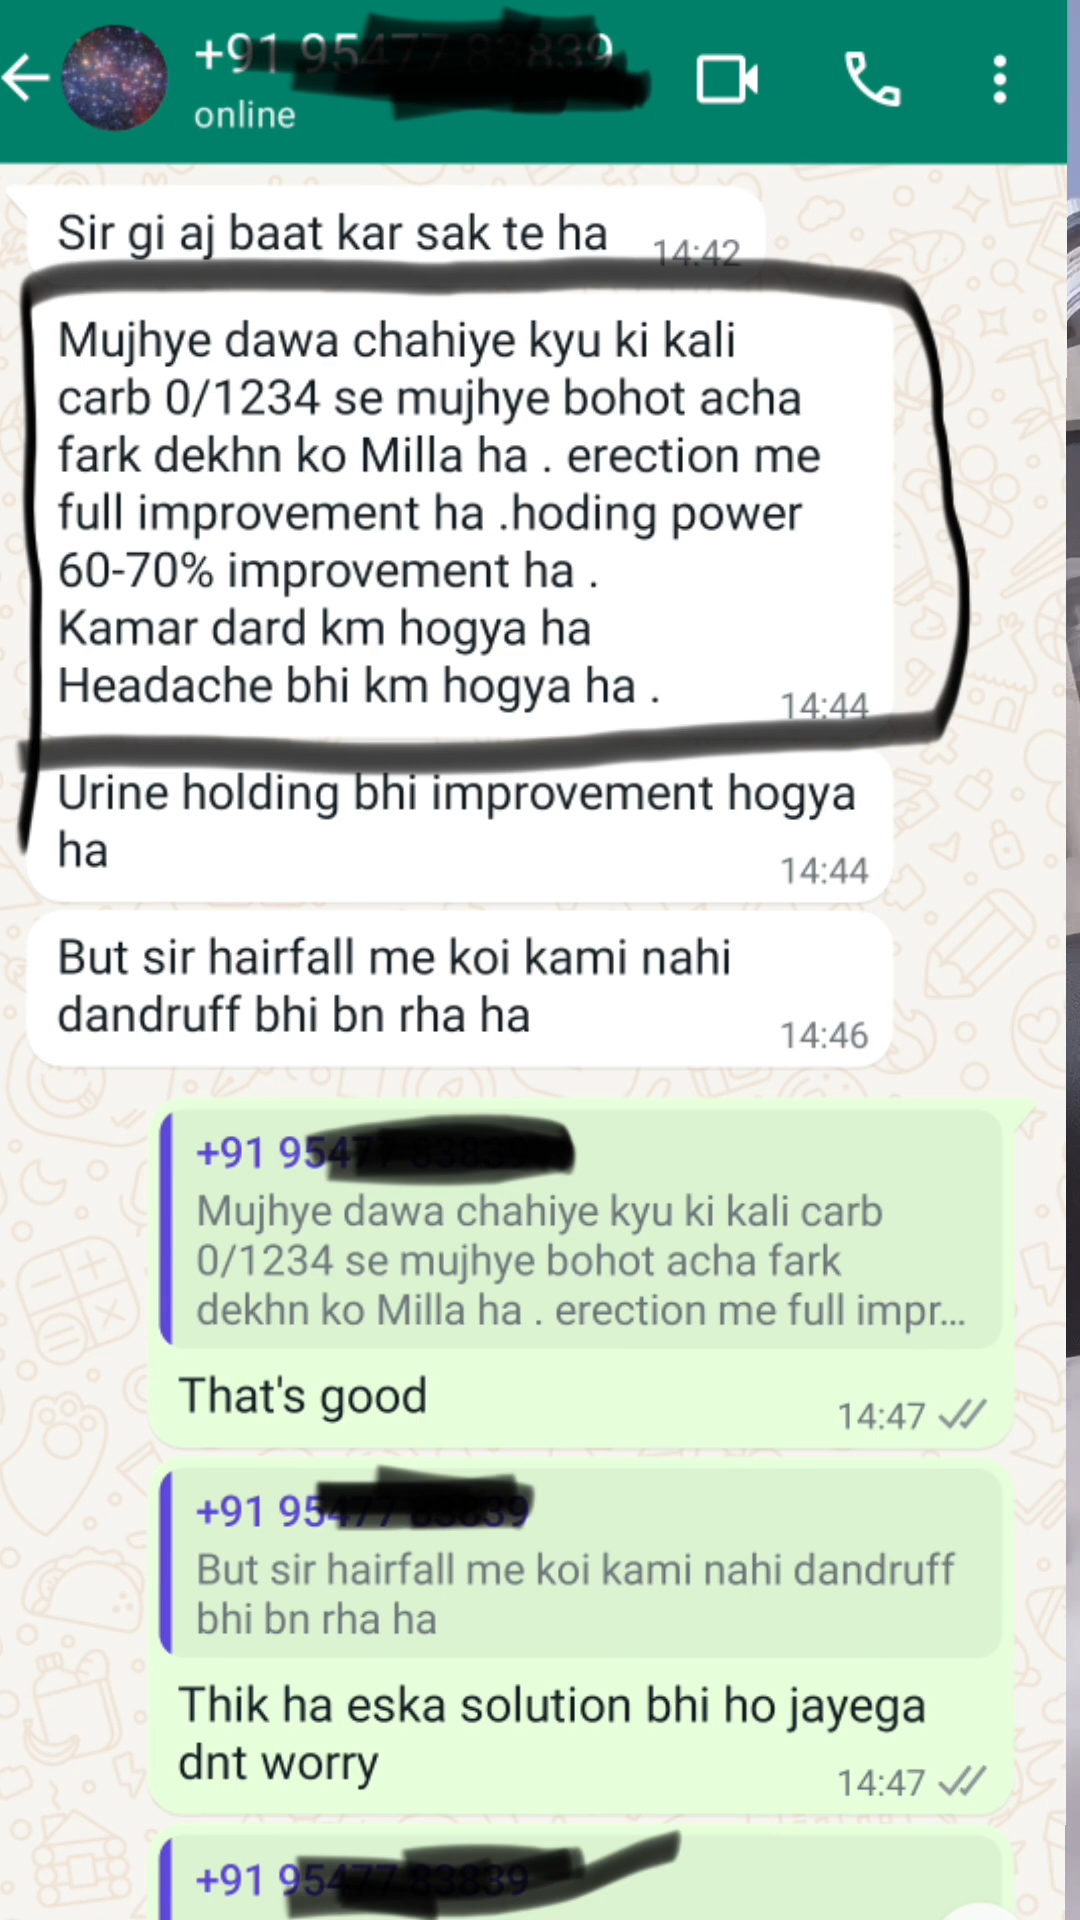 +91 95
online
Sir gi aj baat kar sak te ha
14:42
Mujhye dawa chahiye kyu ki kali
carb 0/1234 se mujhye bohot acha
fark dekhn ko Milla ha . erection me
full improvement ha .hoding power
60-70% improvement ha .
Kamar dard km hogya ha
Headache bhi km hogya ha .
14:44
Urine holding bhi improvement hogya
ha
14:44
But sir hairfall me koi kami nahi
dandruff bhi bn rha ha
14:46
+91 95
Mujhye dawa chahiye kyu ki kali carb
0/1234 se mujhye bohot acha fark
dekhn ko Milla ha . erection me full impr...
That's good
14:47
+91 95
But sir hairfall me koi kami nahi dandruff
bhi bn rha ha
Thik ha eska solution bhi ho jayega
dnt worry
14:47
+91 95